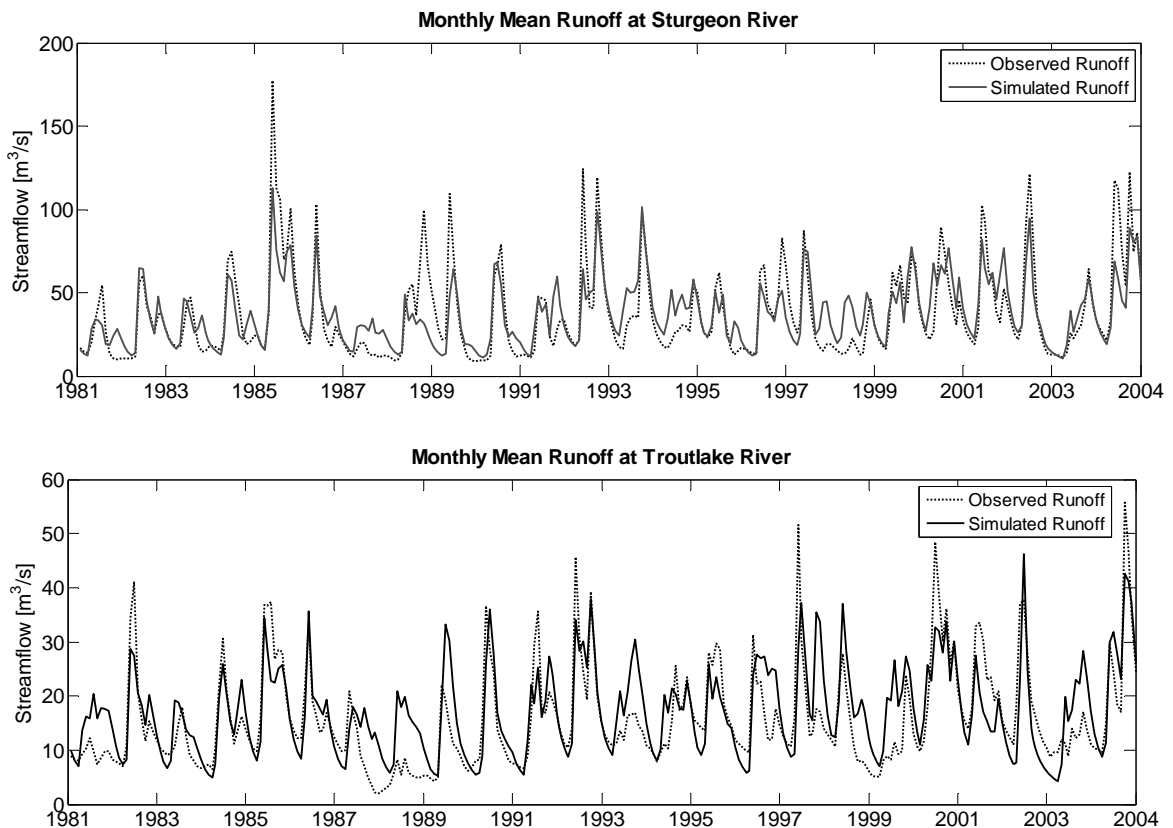 Monthly Mean Runoff at Sturgeon River
Streamflow [m³/s]
200
150
100
50
0
Observed Runoff
Simulated Runoff
1981 1983 1985 1987 1989 1991 1993 1995 1997 1999 2001 2003 2004
Monthly Mean Runoff at Troutlake River
Streamflow [m³/s]
60
50
40
30
20
10
0
Observed Runoff
Simulated Runoff
1981 1983 1985 1987 1989 1991 1993 1995 1997 1999 2001 2003 2004